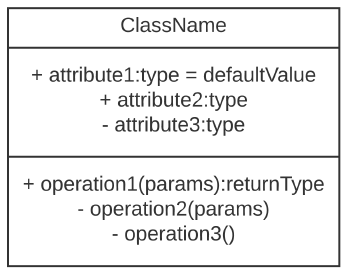 ClassName
+ attribute1:type = defaultValue
+ attribute2:type
- attribute3:type
+ operation1(params):returnType
- operation2(params)
- operation3()